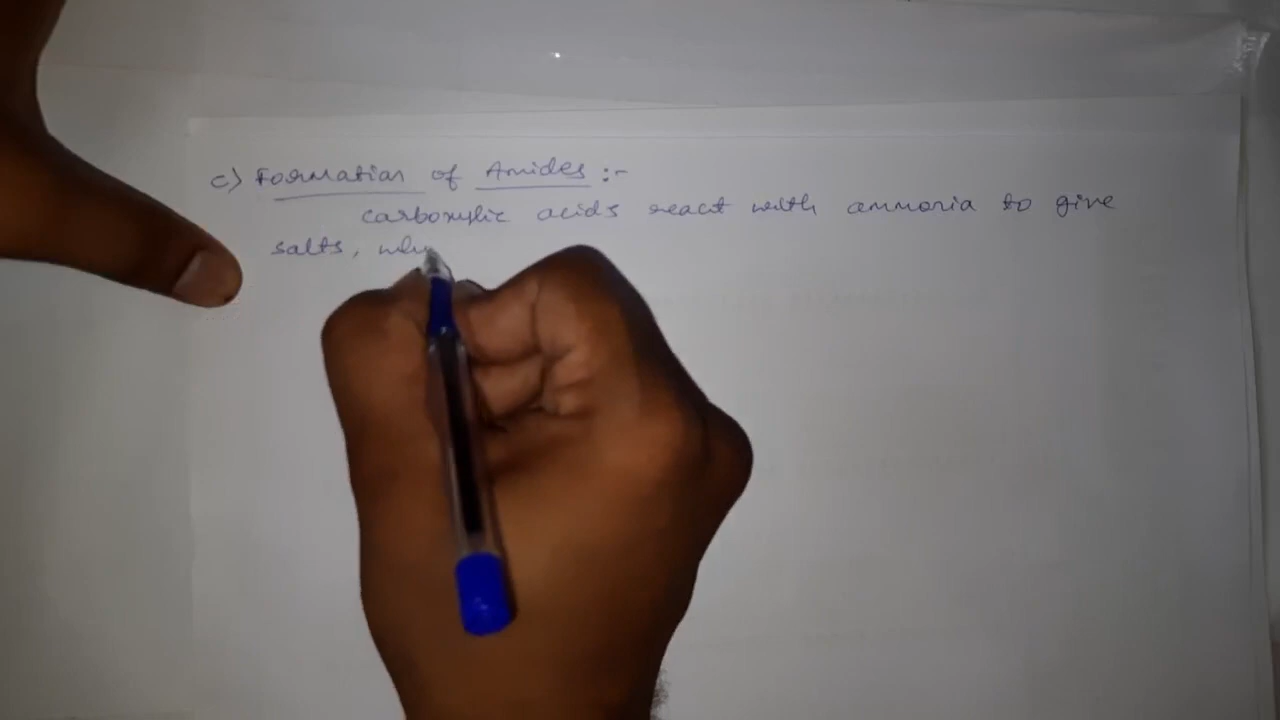 c) Formation of Amides :-
carboxylic acids react with ammonia to give
salts,